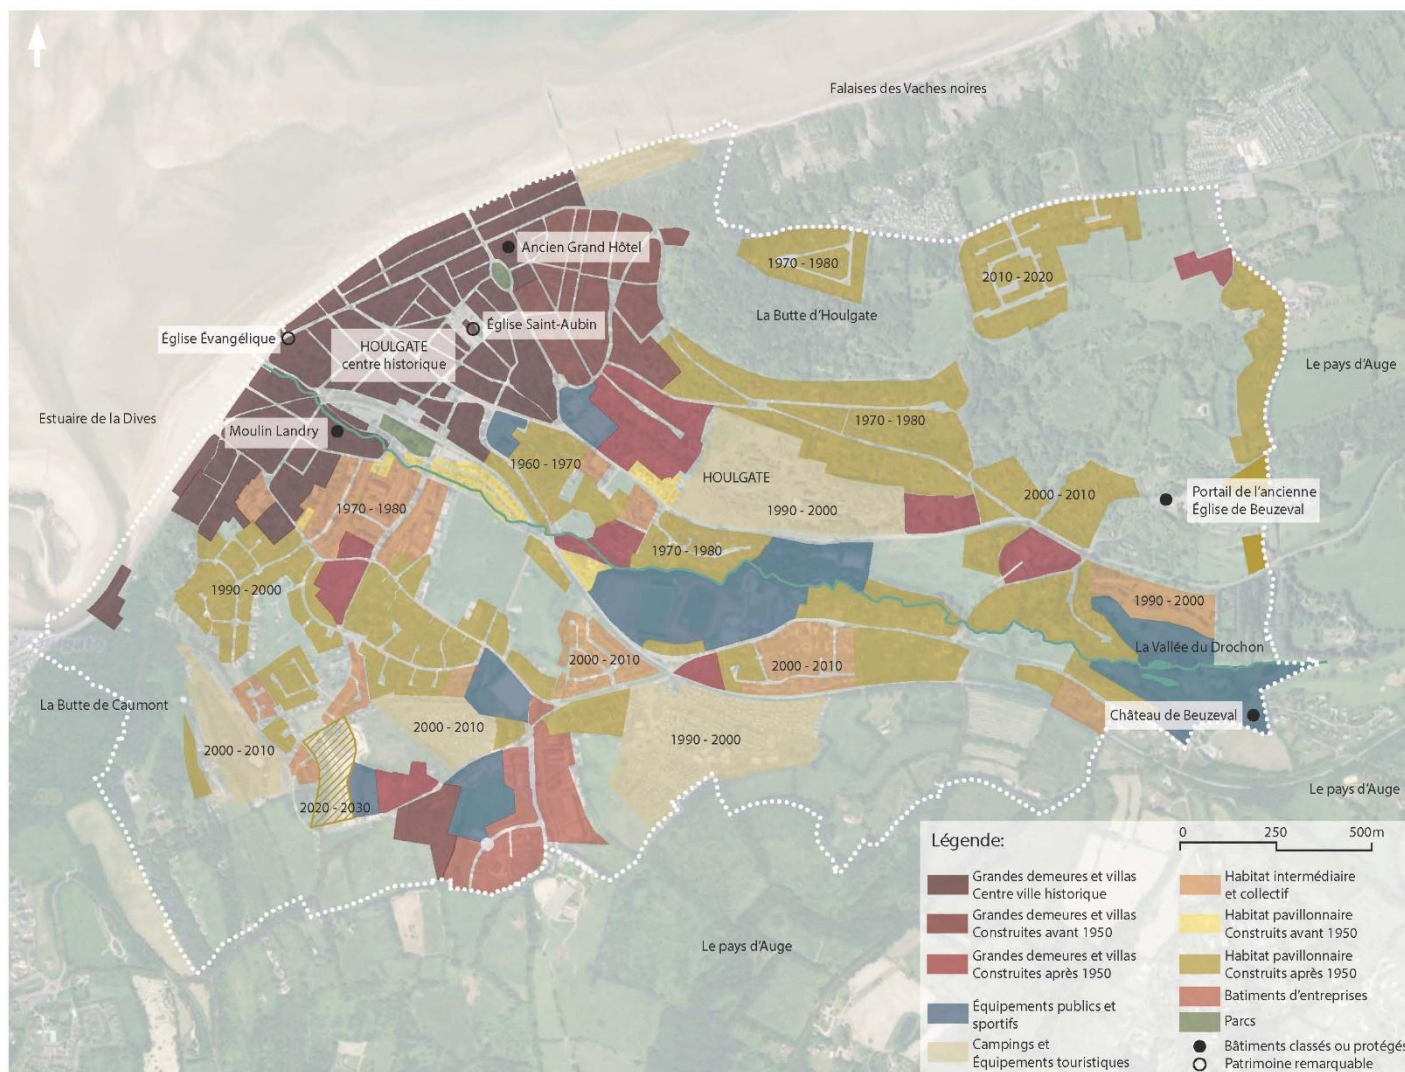 Falaises des Vaches noires
Ancien Grand Hôtel
1970 - 1980
2010 - 2020
La Butte d'Houlgate
Église Saint-Aubin
Église Évangélique
HOULGATE
centre historique
Le pays d'Auge
Estuaire de la Dives
Moulin Landry
1970 - 1980
1960 - 1970
HOULGATE
2000 - 2010
Portail de l'ancienne
Église de Beuzeval
1970 - 1980
1990 - 2000
1970 - 1980
1990 - 2000
1990 - 2000
La Vallée du Drochon
2000 - 2010
2000 - 2010
La Butte de Caumont
Château de Beuzeval
2000 - 2010
2000 - 2010
1990 - 2000
2020 - 2030
Le pays d'Auge
Le pays d'Auge
Légende:
0 250 500m
Grandes demeures et villas
Centre ville historique
Grandes demeures et villas
Construites avant 1950
Grandes demeures et villas
Construites après 1950
Équipements publics et
sportifs
Campings et
Équipements touristiques
Habitat intermédiaire
et collectif
Habitat pavillonnaire
Construits avant 1950
Habitat pavillonnaire
Construits après 1950
Batiments d'entreprises
Parcs
Bâtiments classés ou protégés
Patrimoine remarquable